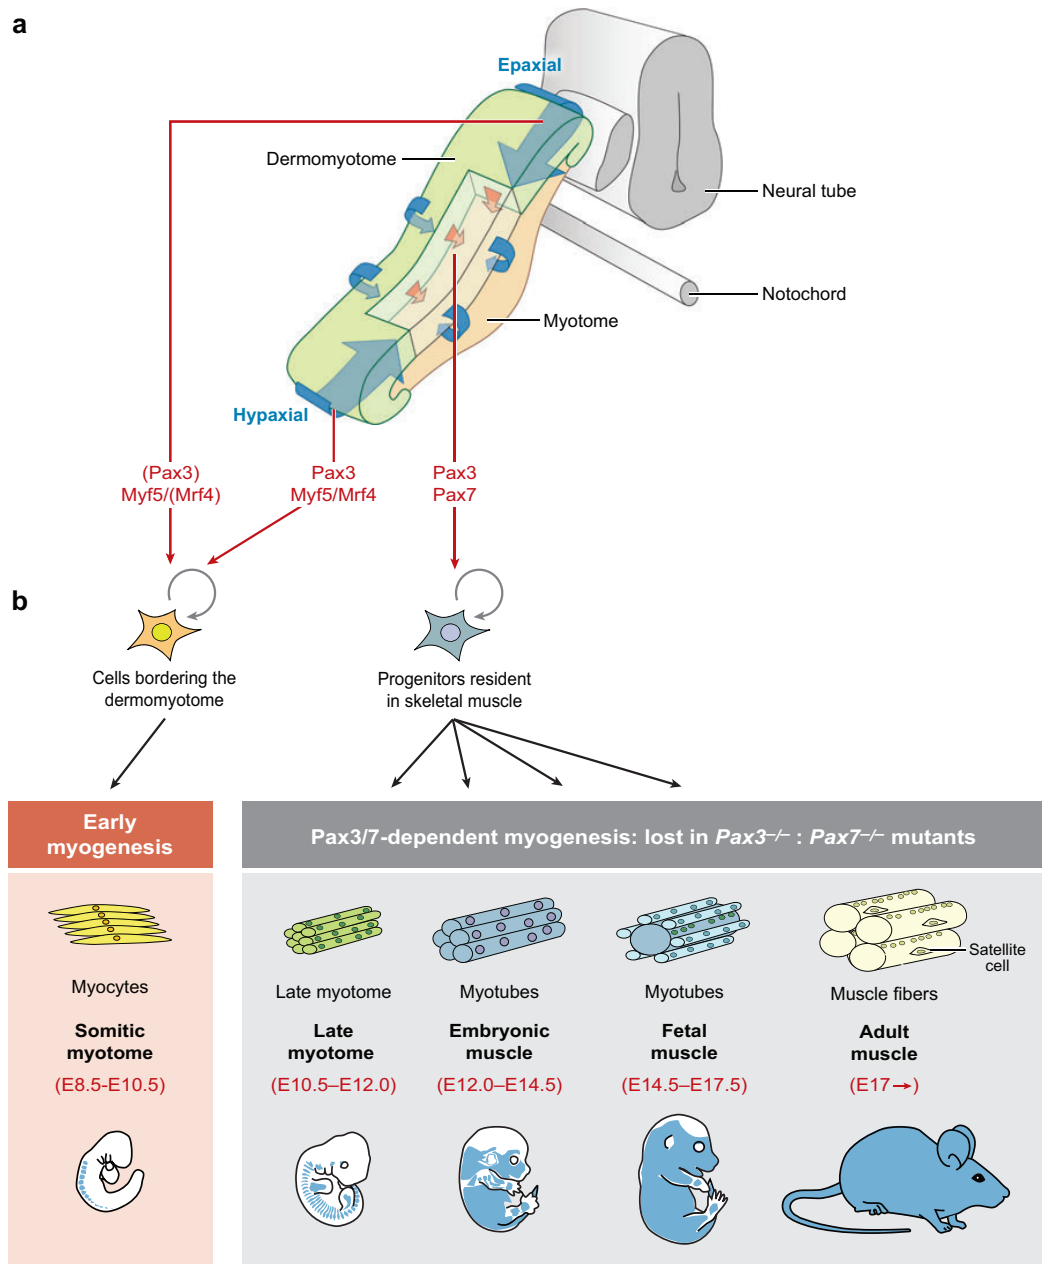 a
Epaxial
Dermomyotome
Neural tube
Notochord
Myotome
Hypaxial
(Pax3)
Myf5/(Mrf4)
Pax3
Myf5/Mrf4
Pax3
Pax7
b
Cells bordering the
dermomyotome
Progenitors resident
in skeletal muscle
Early
myogenesis
Pax3/7-dependent myogenesis: lost in Pax3–/– : Pax7–/– mutants
Satellite
cell
Myocytes
Late myotome
Myotubes
Myotubes
Muscle fibers
Somitic
myotome
(E8.5-E10.5)
Late
myotome
(E10.5–E12.0)
Embryonic
muscle
(E12.0–E14.5)
Fetal
muscle
(E14.5–E17.5)
Adult
muscle
(E17→)